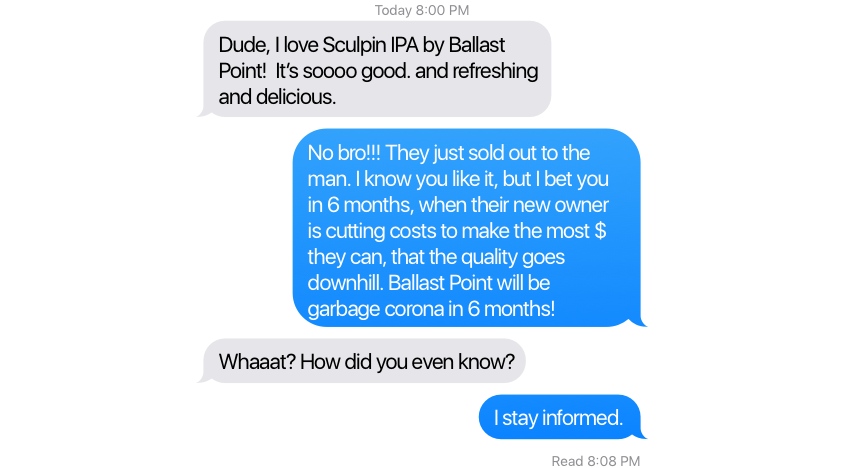 Today 8:00 PM
Dude, I love Sculpin IPA by Ballast
Point!  It's soooo good. and refreshing
and delicious.
No bro!!! They just sold out to the
man. I know you like it, but I bet you
in 6 months, when their new owner
is cutting costs to make the most $
they can, that the quality goes
downhill. Ballast Point will be
garbage corona in 6 months!
Whaaat? How did you even know?
I stay informed.
Read 8:08 PM